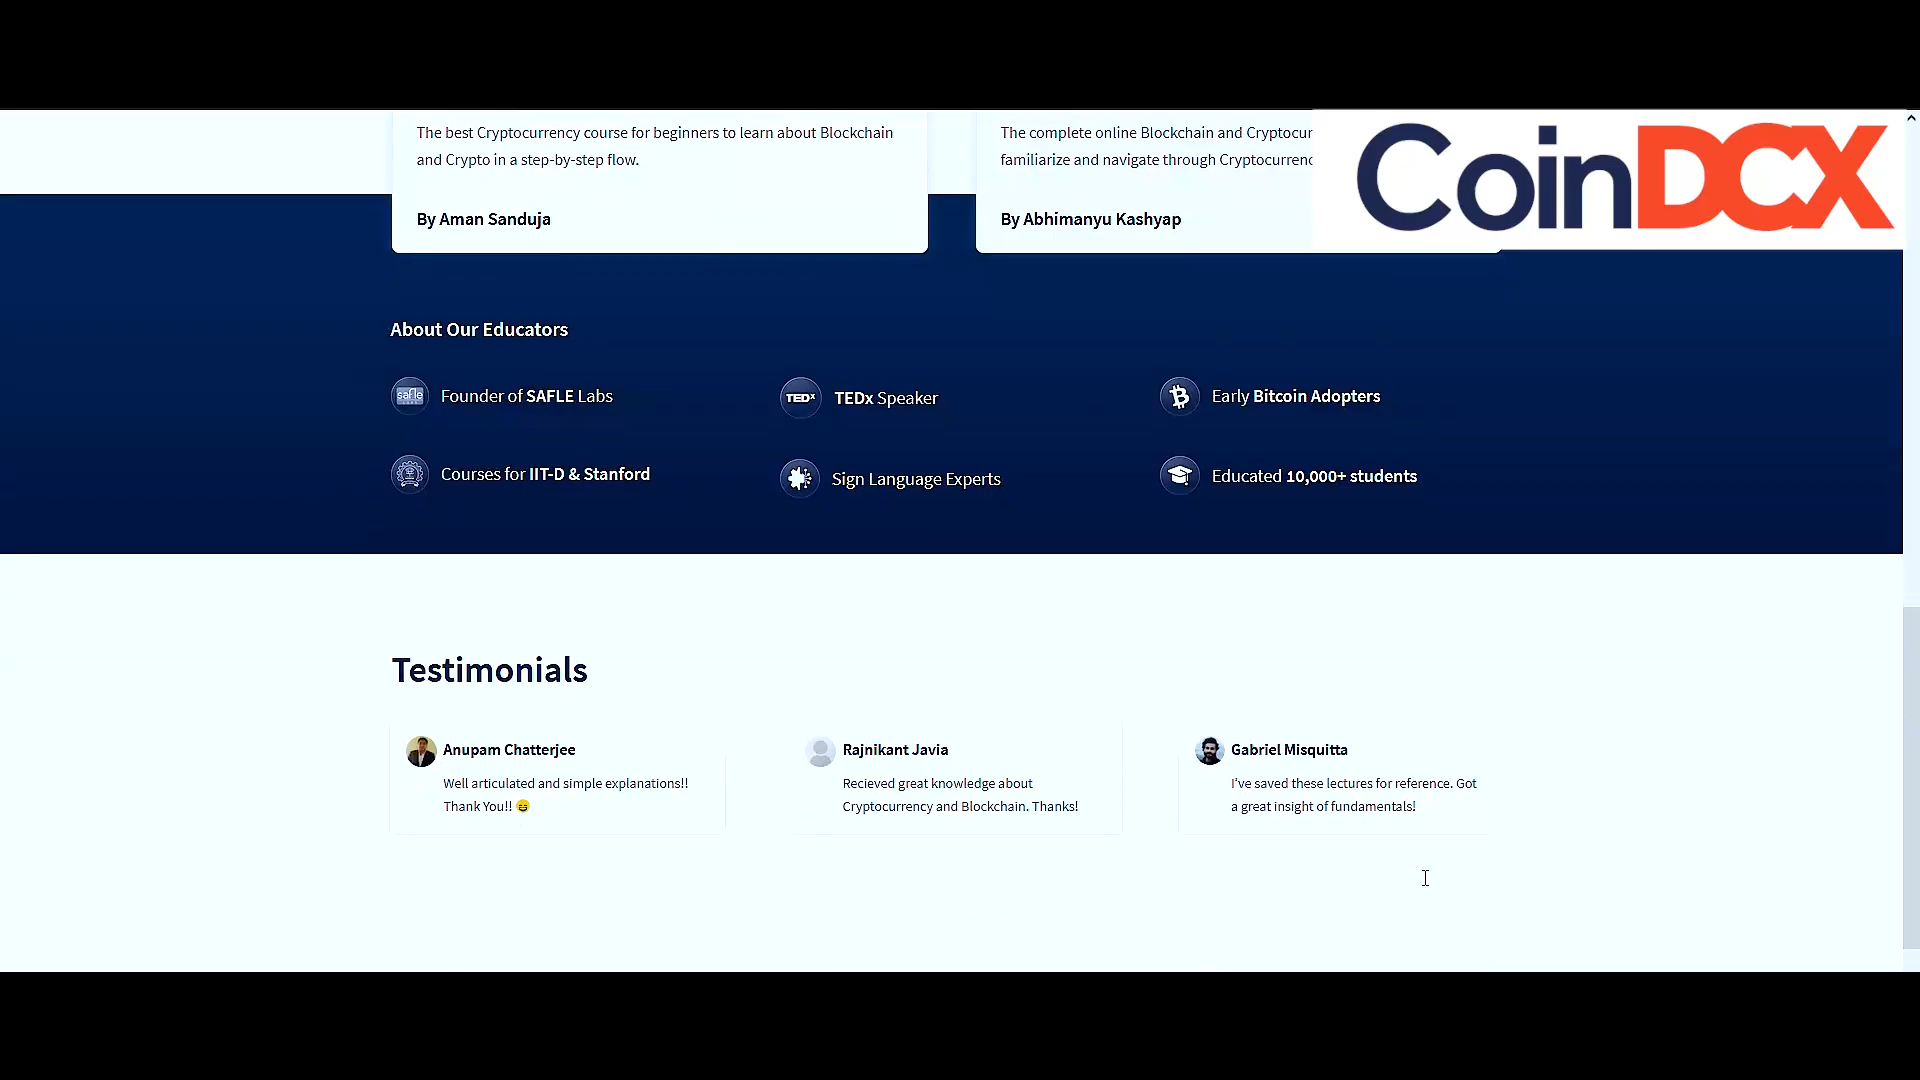 The best Cryptocurrency course for beginners to learn about Blockchain
and Crypto in a step-by-step flow.
By Aman Sanduja
The complete online Blockchain and
familiarize and navigate through
By Abhimanyu Kashyap
CoinDCX
About Our Educators
safle
Founder of SAFLE Labs
TEDx
TEDx Speaker
Early Bitcoin Adopters
Courses for IIT-D & Stanford
Sign Language Experts
Educated 10,000+ students
Testimonials
Anupam Chatterjee
Well articulated and simple explanations!!
Thank You!! 😄
Rajnikant Javia
Recieved great knowledge about
Cryptocurrency and Blockchain. Thanks!
Gabriel Misquitta
I've saved these lectures for reference. Got
a great insight of fundamentals!